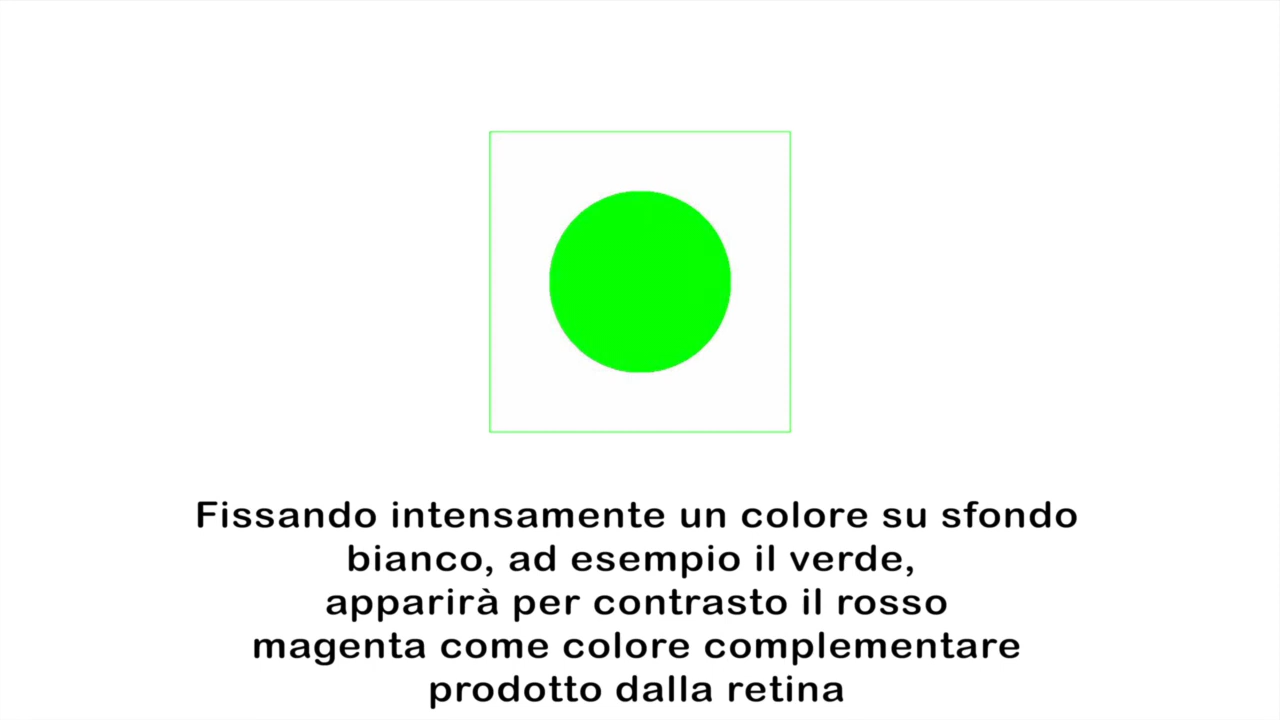 Fissando intensamente un colore su sfondo
bianco, ad esempio il verde,
apparirà per contrasto il rosso
magenta come colore complementare
prodotto dalla retina